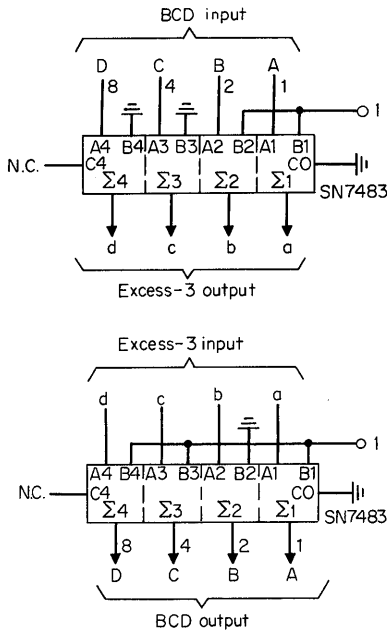 BCD input
D C B A
8 4 2 1
1
A4 B4 A3 B3 A2 B2 A1 B1
N.C. C4 CO
Σ4 Σ3 Σ2 Σ1 SN7483
d c b a
Excess-3 output
Excess-3 input
d c b a
1
A4 B4 A3 B3 A2 B2 A1 B1
N.C. C4 CO
Σ4 Σ3 Σ2 Σ1 SN7483
8 4 2 1
D C B A
BCD output